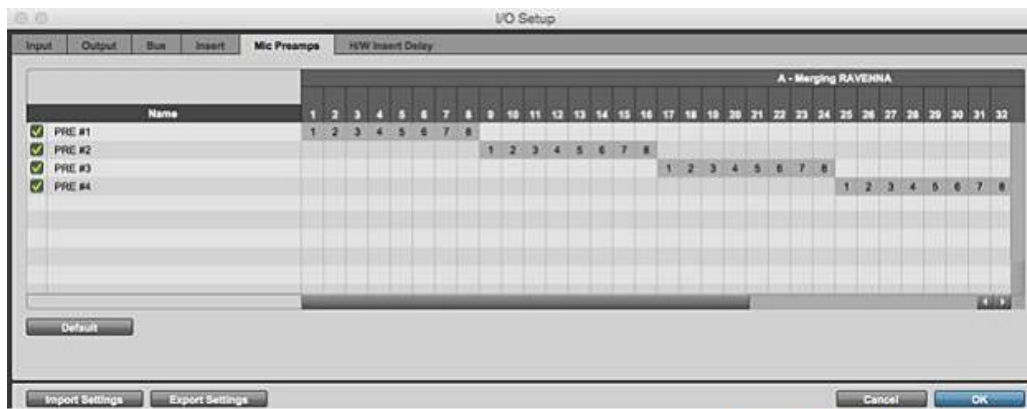 I/O Setup
Input Output Bus Insert Mic Preamps H/W Insert Delay
A - Merging RAVENNA
Name 1 2 3 4 5 6 7 8 9 10 11 12 13 14 15 16 17 18 19 20 21 22 23 24 25 26 27 28 29 30 31 32
PRE #1 1 2 3 4 5 6 7 8
PRE #2 1 2 3 4 5 6 7 8
PRE #3 1 2 3 4 5 6 7 8
PRE #4 1 2 3 4 5 6 7 8
Default
Import Settings Export Settings Cancel OK